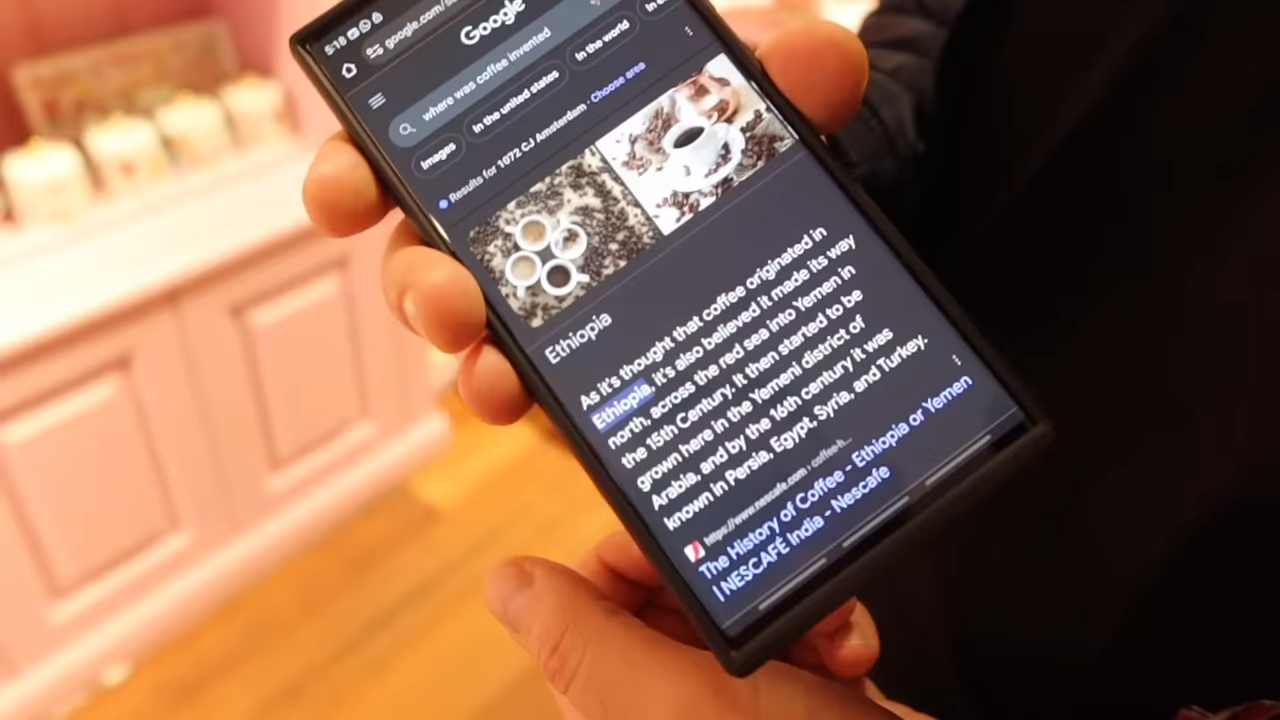 5:18
google.com/s
Google
where was coffee invented
Images
In the united states
In the world
Results for 1072 CJ Amsterdam · Choose area
Ethiopia
As it's thought that coffee originated in
Ethiopia, it's also believed it made its way
north, across the red sea into Yemen in
the 15th Century. It then started to be
grown here in the Yemeni district of
Arabia, and by the 16th century it was
known in Persia, Egypt, Syria, and Turkey.
https://www.nescafe.com › coffee-h...
The History of Coffee - Ethiopia or Yemen
| NESCAFÉ India - Nescafe